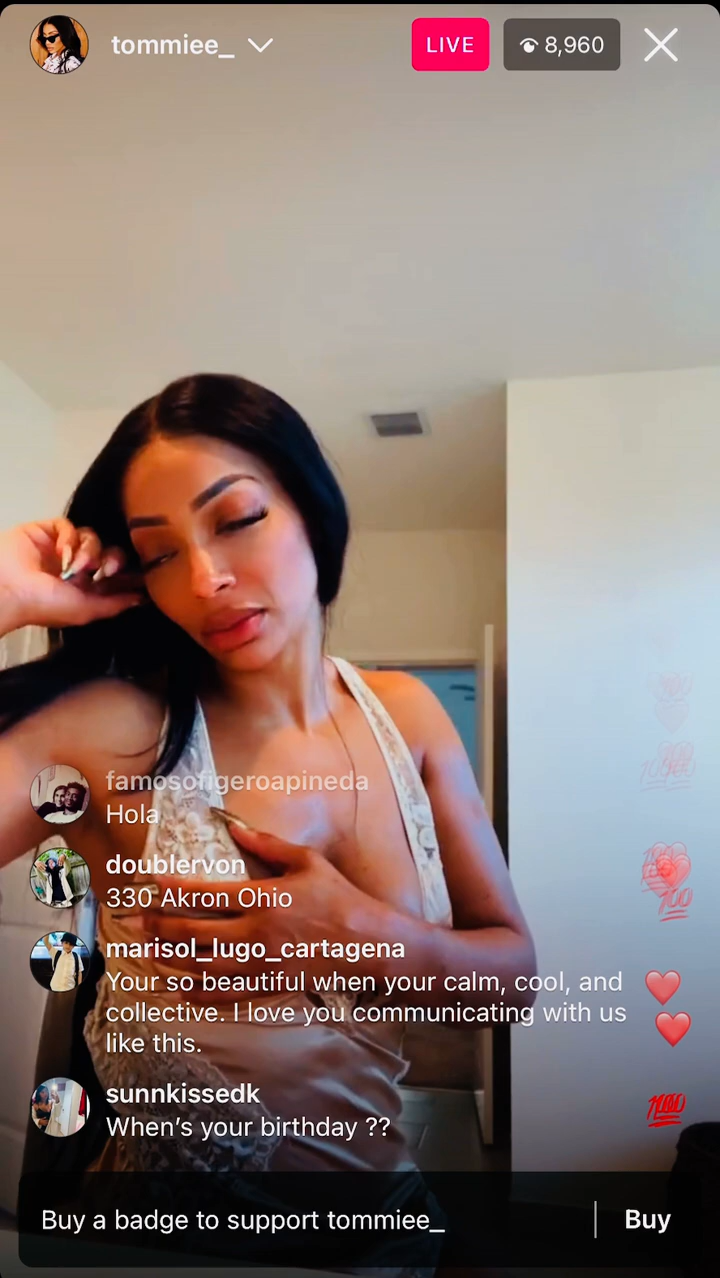 tommiee_
LIVE
8,960
famosofigeroapineda
Hola
doublervon
330 Akron Ohio
marisol_lugo_cartagena
Your so beautiful when your calm, cool, and
collective. I love you communicating with us
like this.
sunnkissedk
When's your birthday ??
Buy a badge to support tommiee_
Buy